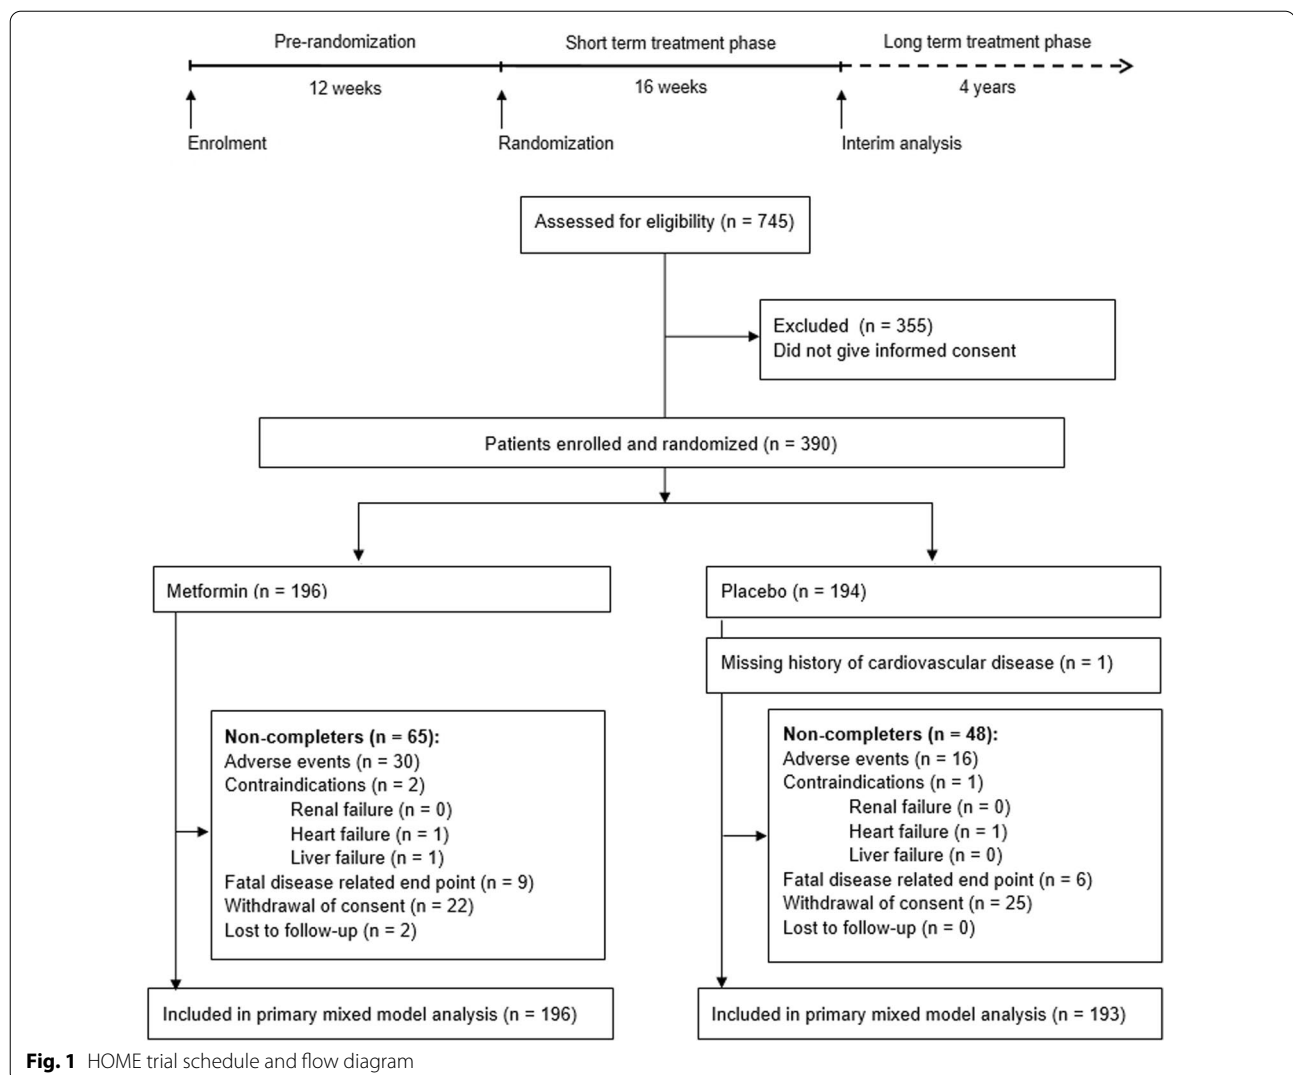 Pre-randomization
Short term treatment phase
Long term treatment phase
12 weeks
16 weeks
4 years
Enrolment
Randomization
Interim analysis
Assessed for eligibility (n = 745)
Excluded (n = 355)
Did not give informed consent
Patients enrolled and randomized (n = 390)
Metformin (n = 196)
Placebo (n = 194)
Missing history of cardiovascular disease (n = 1)
Non-completers (n = 65):
Adverse events (n = 30)
Contraindications (n = 2)
Renal failure (n = 0)
Heart failure (n = 1)
Liver failure (n = 1)
Fatal disease related end point (n = 9)
Withdrawal of consent (n = 22)
Lost to follow-up (n = 2)
Non-completers (n = 48):
Adverse events (n = 16)
Contraindications (n = 1)
Renal failure (n = 0)
Heart failure (n = 1)
Liver failure (n = 0)
Fatal disease related end point (n = 6)
Withdrawal of consent (n = 25)
Lost to follow-up (n = 0)
Included in primary mixed model analysis (n = 196)
Included in primary mixed model analysis (n = 193)
Fig. 1 HOME trial schedule and flow diagram